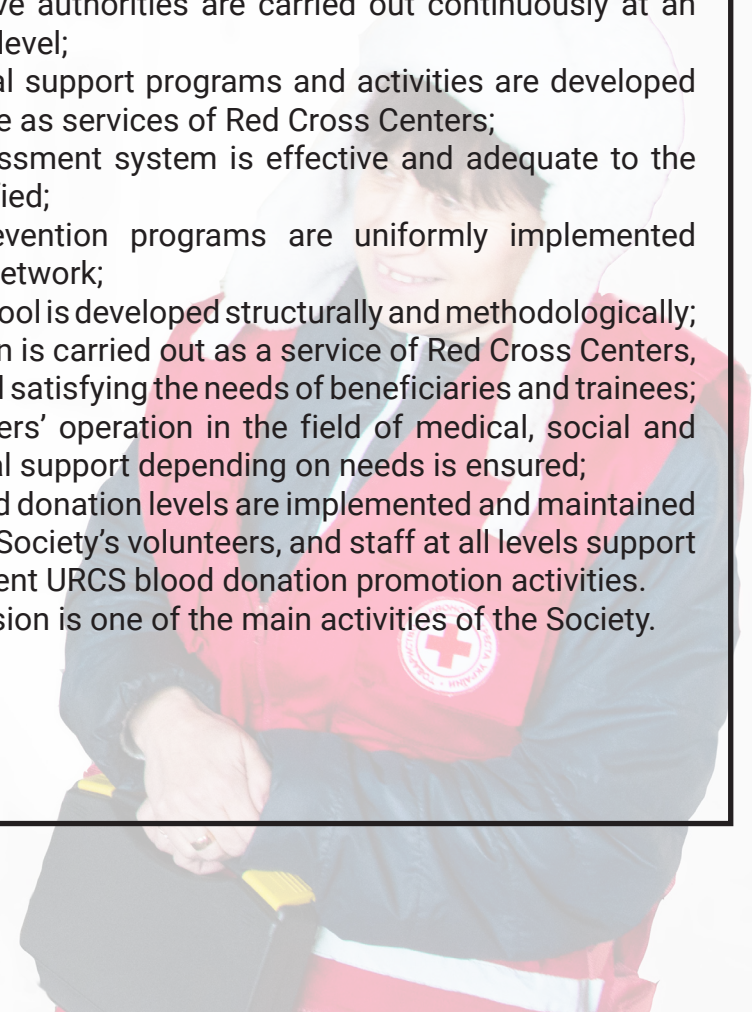 ve authorities are carried out continuously at an
level;
al support programs and activities are developed
e as services of Red Cross Centers;
ssment system is effective and adequate to the
ied;
evention programs are uniformly implemented
etwork;
ool is developed structurally and methodologically;
n is carried out as a service of Red Cross Centers,
l satisfying the needs of beneficiaries and trainees;
ers’ operation in the field of medical, social and
al support depending on needs is ensured;
d donation levels are implemented and maintained
Society’s volunteers, and staff at all levels support
ent URCS blood donation promotion activities.
sion is one of the main activities of the Society.
УКРАЇНИ